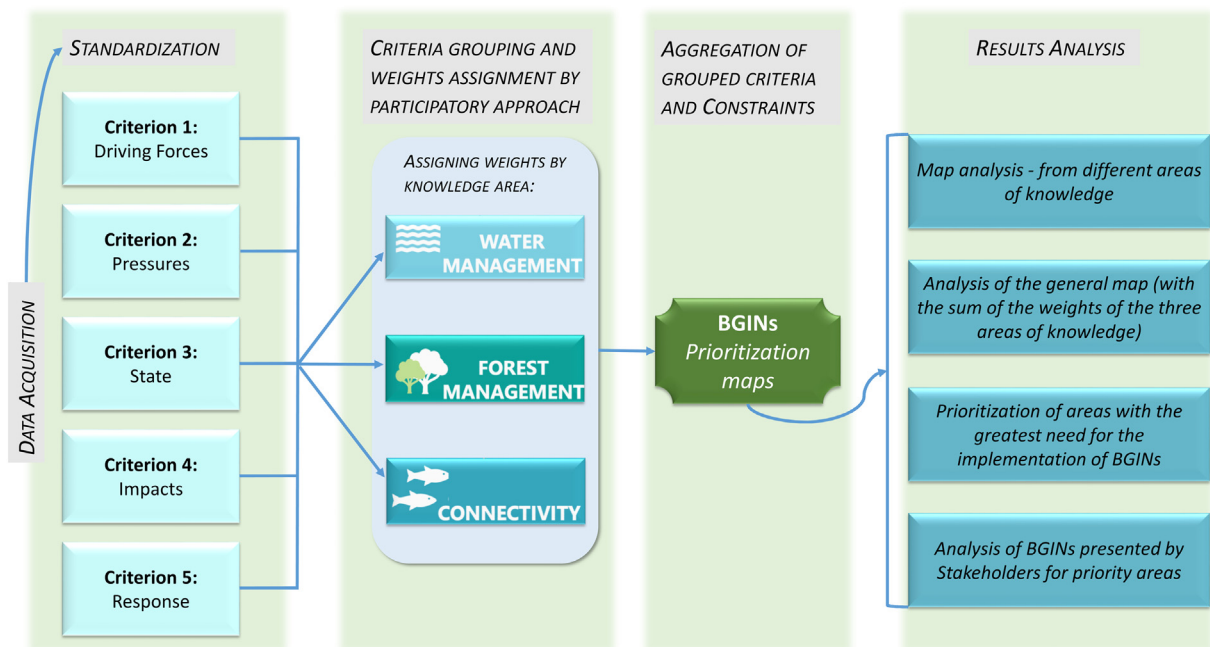 DATA ACQUISITION
STANDARDIZATION
Criterion 1:
Driving Forces
Criterion 2:
Pressures
Criterion 3:
State
Criterion 4:
Impacts
Criterion 5:
Response
CRITERIA GROUPING AND
WEIGHTS ASSIGNMENT BY
PARTICIPATORY APPROACH
ASSIGNING WEIGHTS BY
KNOWLEDGE AREA:
WATER
MANAGEMENT
FOREST
MANAGEMENT
CONNECTIVITY
AGGREGATION OF
GROUPED CRITERIA
AND CONSTRAINTS
BGINs
Prioritization
maps
RESULTS ANALYSIS
Map analysis - from different areas
of knowledge
Analysis of the general map (with
the sum of the weights of the three
areas of knowledge)
Prioritization of areas with the
greatest need for the
implementation of BGINs
Analysis of BGINs presented by
Stakeholders for priority areas